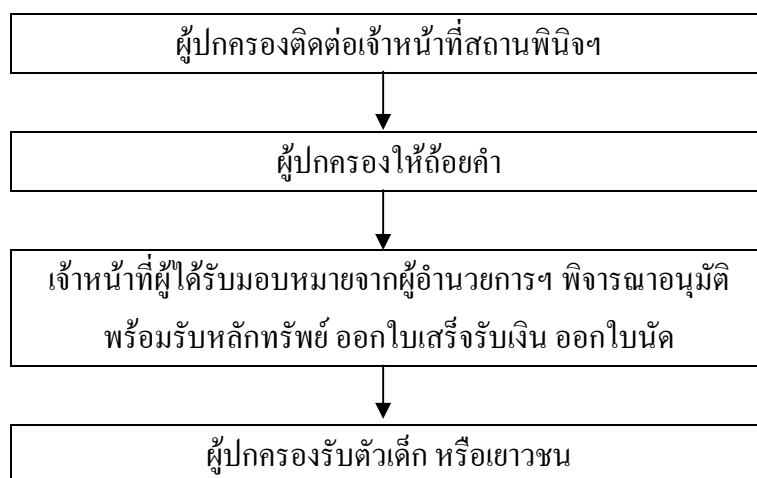 ผู้ปกครองติดต่อเจ้าหน้าที่สถานพินิจฯ
ผู้ปกครองให้ถ้อยคำ
เจ้าหน้าที่ผู้ได้รับมอบหมายจากผู้อำนวยการฯ พิจารณาอนุมัติ
พร้อมรับหลักทรัพย์ ออกใบเสร็จรับเงิน ออกใบนัด
ผู้ปกครองรับตัวเด็ก หรือเยาวชน